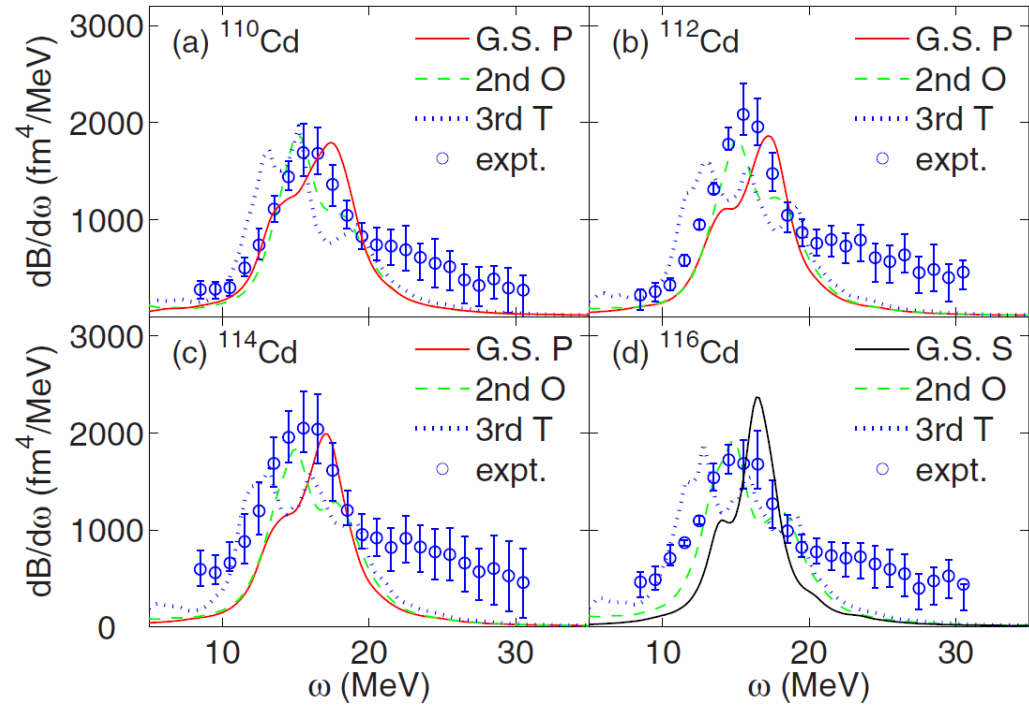 3200
(a) ¹¹⁰Cd
G.S. P
2nd O
3rd T
expt.
2000
1000
(b) ¹¹²Cd
G.S. P
2nd O
3rd T
expt.
dB/dω (fm⁴/MeV)
3000
(c) ¹¹⁴Cd
G.S. P
2nd O
3rd T
expt.
2000
1000
0
(d) ¹¹⁶Cd
G.S. S
2nd O
3rd T
expt.
dB/dω (fm⁴/MeV)
10 20 30
10 20 30
ω (MeV)
ω (MeV)